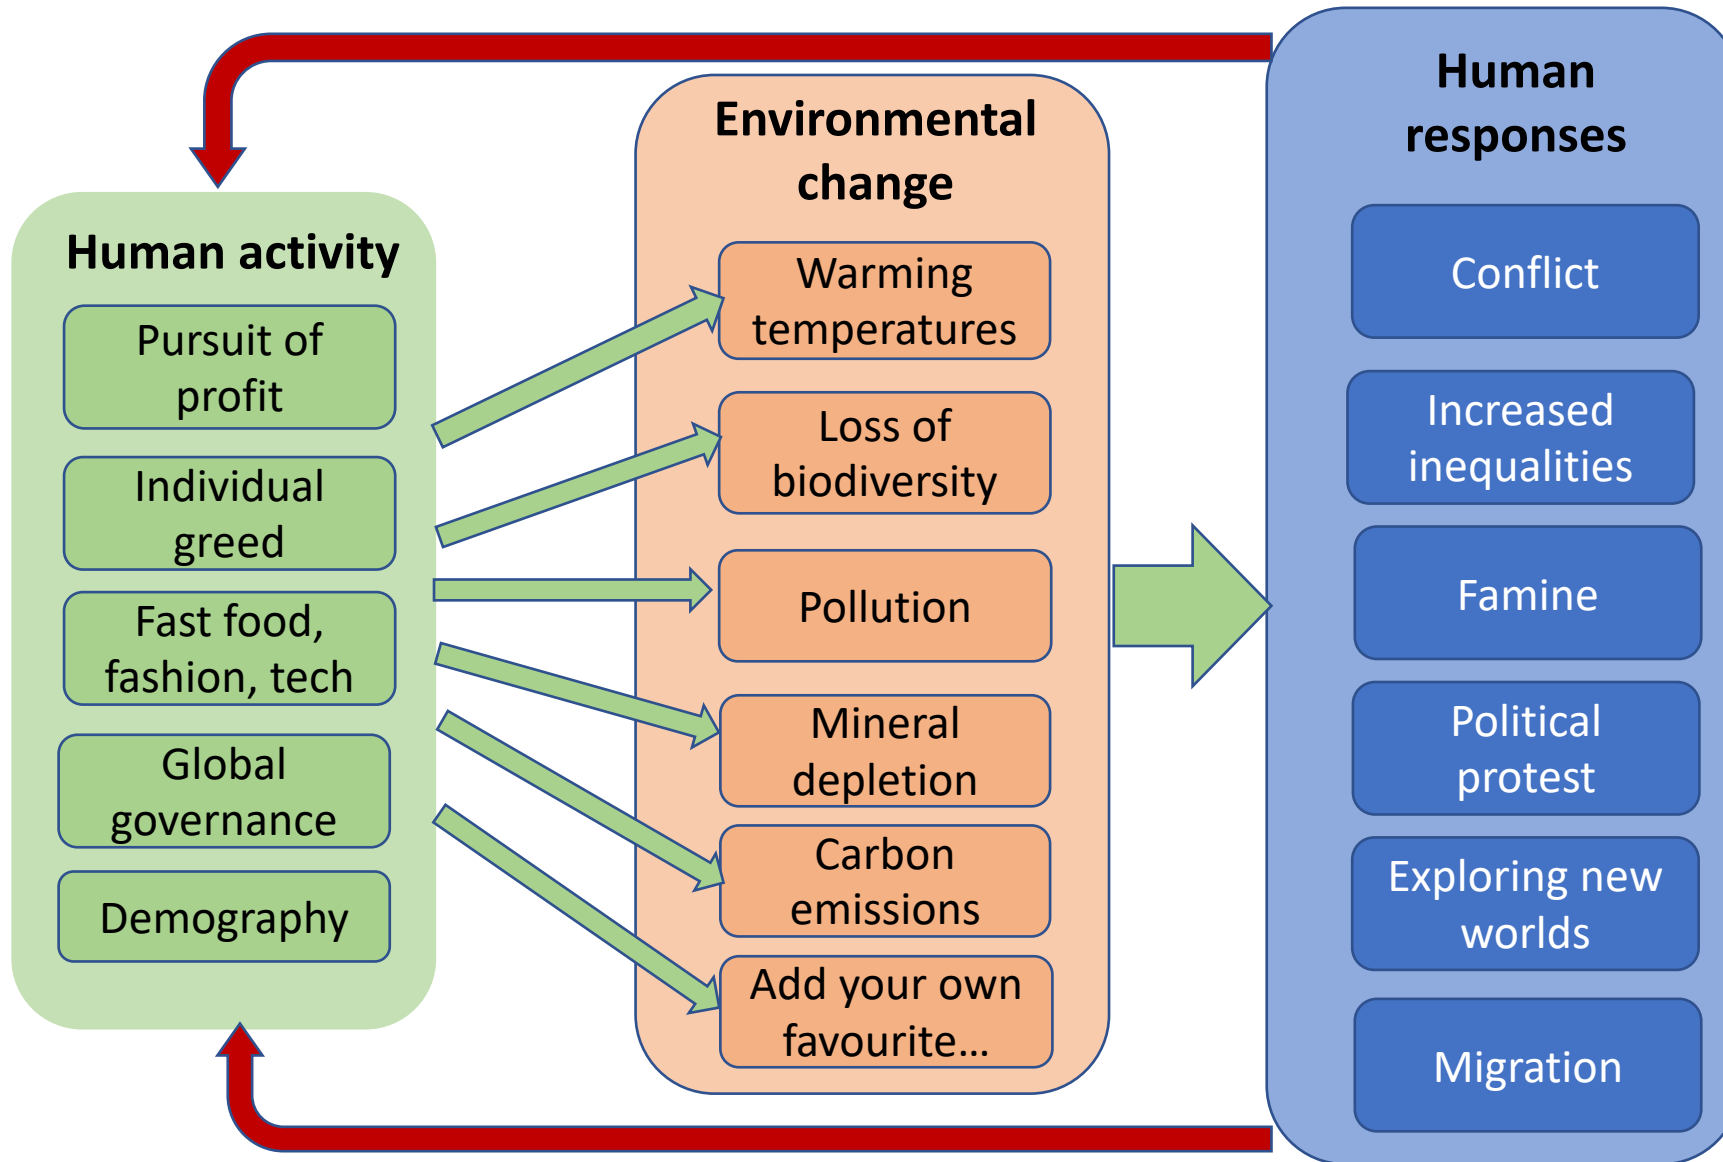 Human activity
Pursuit of
profit
Individual
greed
Fast food,
fashion, tech
Global
governance
Demography
Environmental
change
Warming
temperatures
Loss of
biodiversity
Pollution
Mineral
depletion
Carbon
emissions
Add your own
favourite…
Human
responses
Conflict
Increased
inequalities
Famine
Political
protest
Exploring new
worlds
Migration